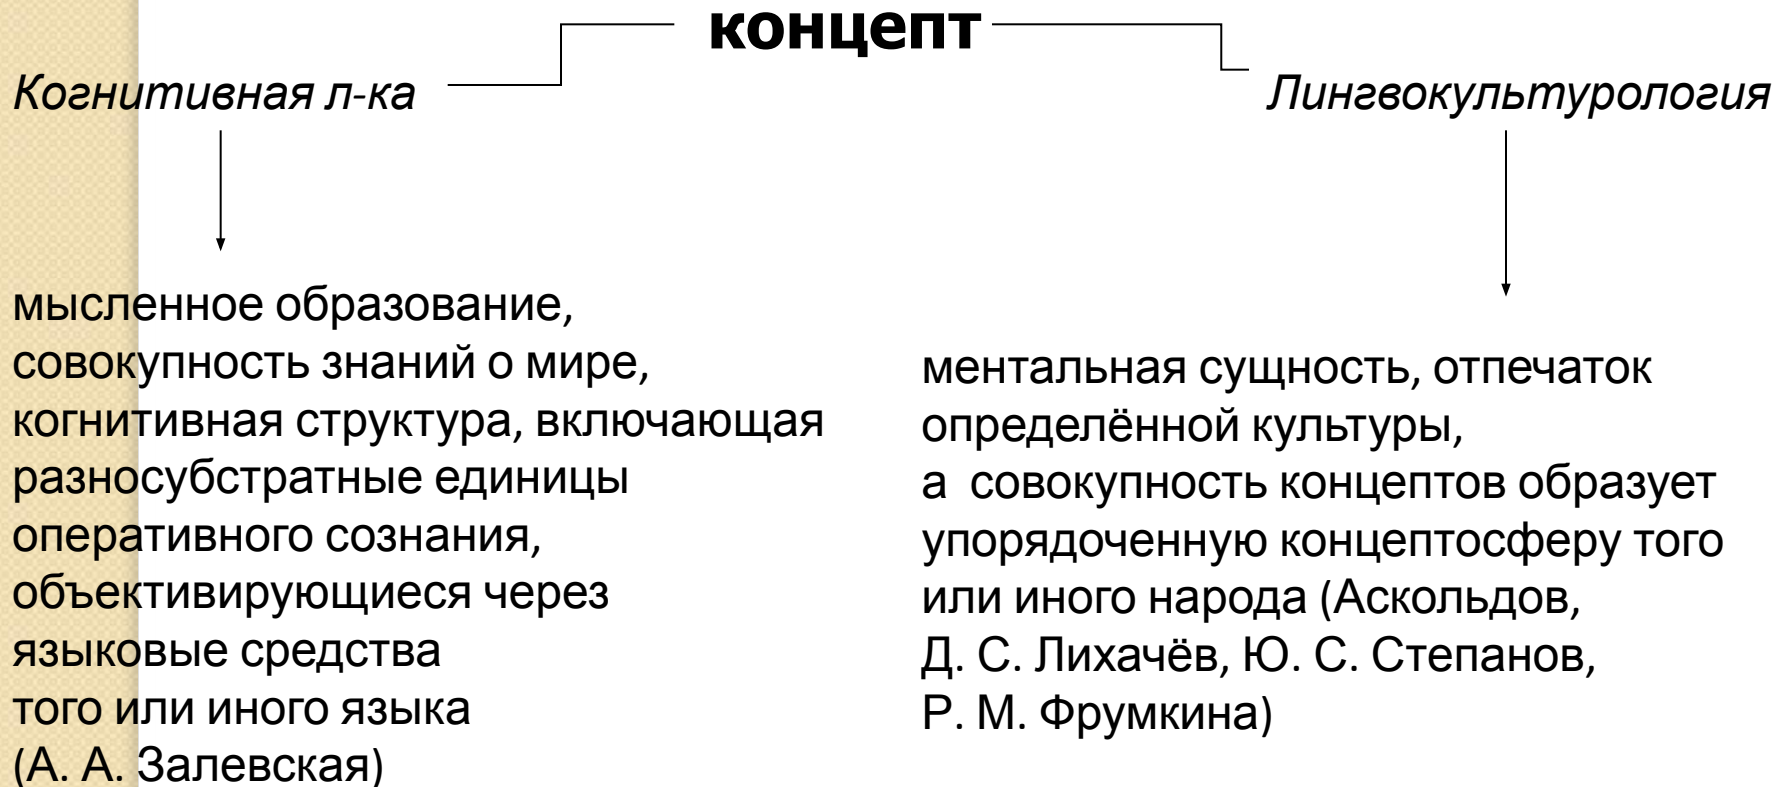 концепт
Когнитивная л-ка
Лингвокультурология
мысленное образование,
совокупность знаний о мире,
когнитивная структура, включающая
разносубстратные единицы
оперативного сознания,
объективирующиеся через
языковые средства
того или иного языка
(А. А. Залевская)
ментальная сущность, отпечаток
определённой культуры,
а  совокупность концептов образует
упорядоченную концептосферу того
или иного народа (Аскольдов,
Д. С. Лихачёв, Ю. С. Степанов,
Р. М. Фрумкина)